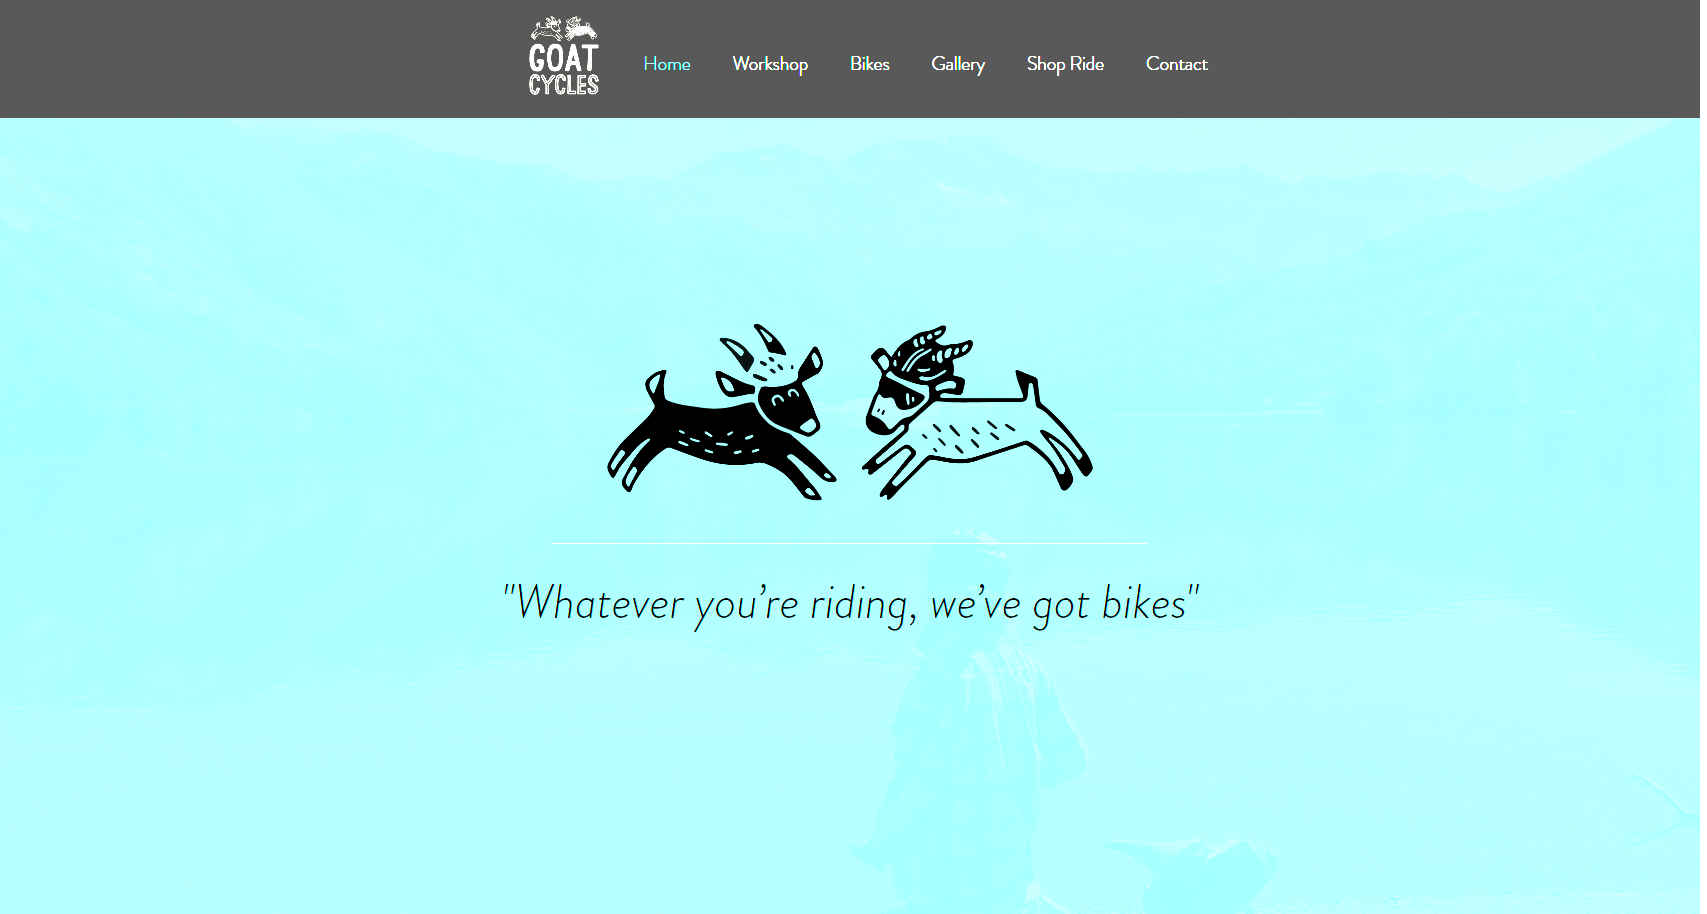 GOAT
CYCLES
Home Workshop Bikes Gallery Shop Ride Contact
"Whatever you’re riding, we’ve got bikes"